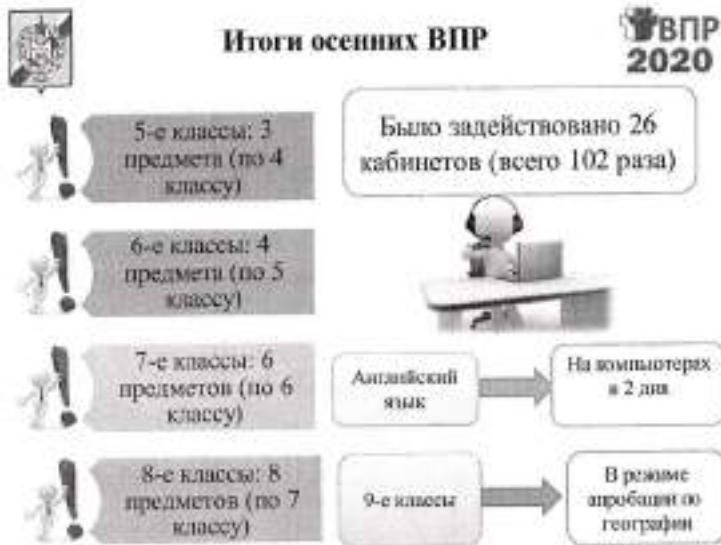 Итоги осенних ВПР
ВПР
2020
5-е классы: 3
предмета (по 4
классу)
Было задействовано 26
кабинетов (всего 102 раза)
6-е классы: 4
предмета (по 5
классу)
7-е классы: 6
предметов (по 6
классу)
Английский
язык
На компьютерах
в 2 дня
8-е классы: 8
предметов (по 7
классу)
9-е классы
В режиме
апробации по
географии